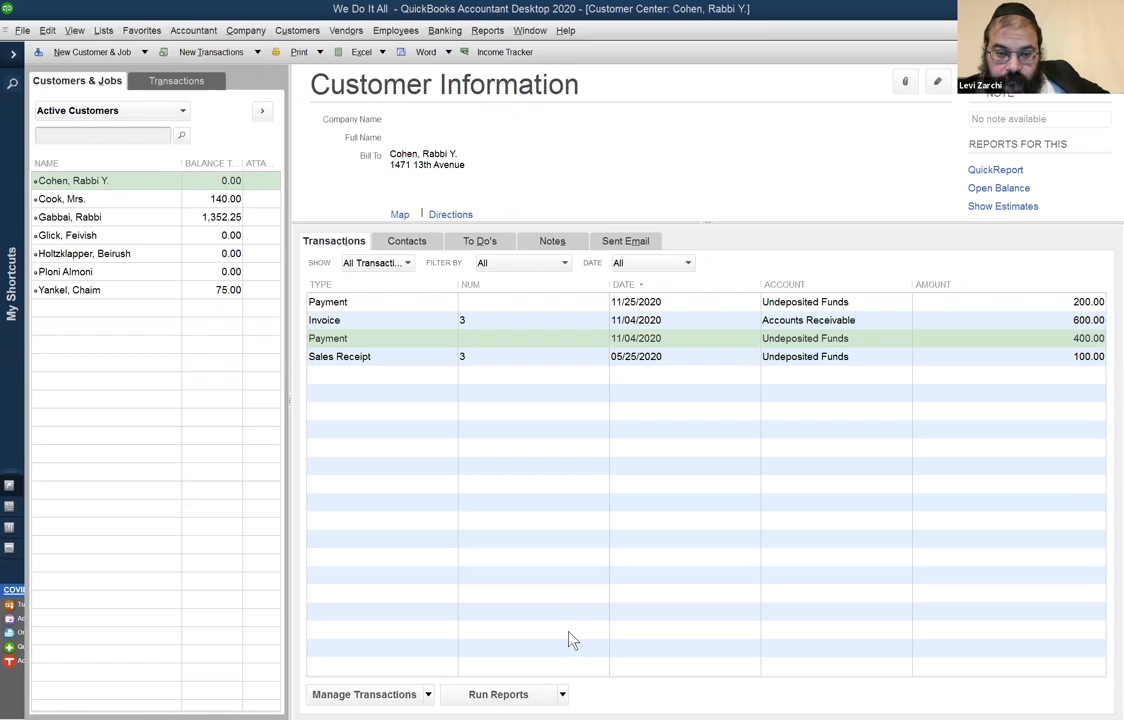 We Do It All - QuickBooks Accountant Desktop 2020 - [Customer Center: Cohen, Rabbi Y.]
File Edit View Lists Favorites Accountant Company Customers Vendors Employees Banking Reports Window Help
New Customer & Job New Transactions Print Excel Word Income Tracker
Levi Zarchi
Customers & Jobs Transactions
Active Customers
NAME BALANCE T... ATTA...
Cohen, Rabbi Y. 0.00
Cook, Mrs. 140.00
Gabbai, Rabbi 1,352.25
Glick, Feivish 0.00
Holtzklapper, Beirush 0.00
Ploni Almoni 0.00
Yankel, Chaim 75.00
My Shortcuts
COVI
Tu
Ac
Or
Qu
Ac
Customer Information
Company Name
Full Name
Bill To Cohen, Rabbi Y.
1471 13th Avenue
Map Directions
NOTE
No note available
REPORTS FOR THIS
QuickReport
Open Balance
Show Estimates
Transactions Contacts To Do's Notes Sent Email
SHOW All Transacti... FILTER BY All DATE All
TYPE NUM DATE ACCOUNT AMOUNT
Payment 11/25/2020 Undeposited Funds 200.00
Invoice 3 11/04/2020 Accounts Receivable 600.00
Payment 11/04/2020 Undeposited Funds 400.00
Sales Receipt 3 05/25/2020 Undeposited Funds 100.00
Manage Transactions Run Reports